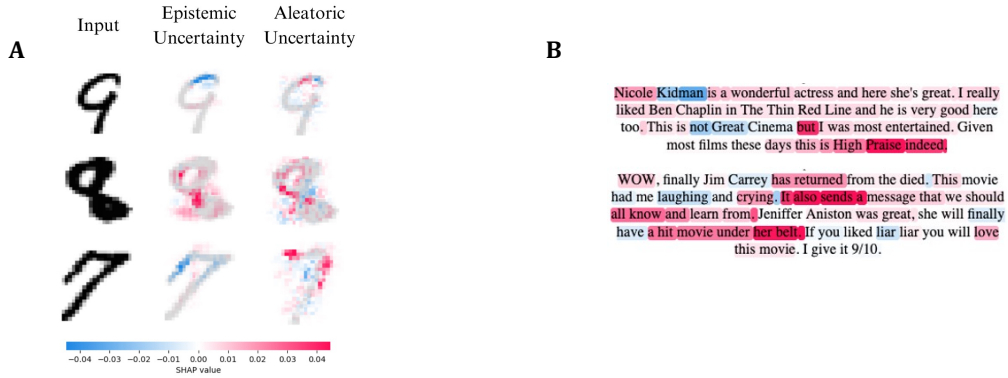 A
Input
Epistemic
Uncertainty
Aleatoric
Uncertainty
−0.04 −0.03 −0.02 −0.01 0.00 0.01 0.02 0.03 0.04
SHAP value
B
Nicole Kidman is a wonderful actress and here she's great. I really
liked Ben Chaplin in The Thin Red Line and he is very good here
too. This is not Great Cinema but I was most entertained. Given
most films these days this is High Praise indeed.
WOW, finally Jim Carrey has returned from the died. This movie
had me laughing and crying. It also sends a message that we should
all know and learn from. Jeniffer Aniston was great, she will finally
have a hit movie under her belt. If you liked liar liar you will love
this movie. I give it 9/10.